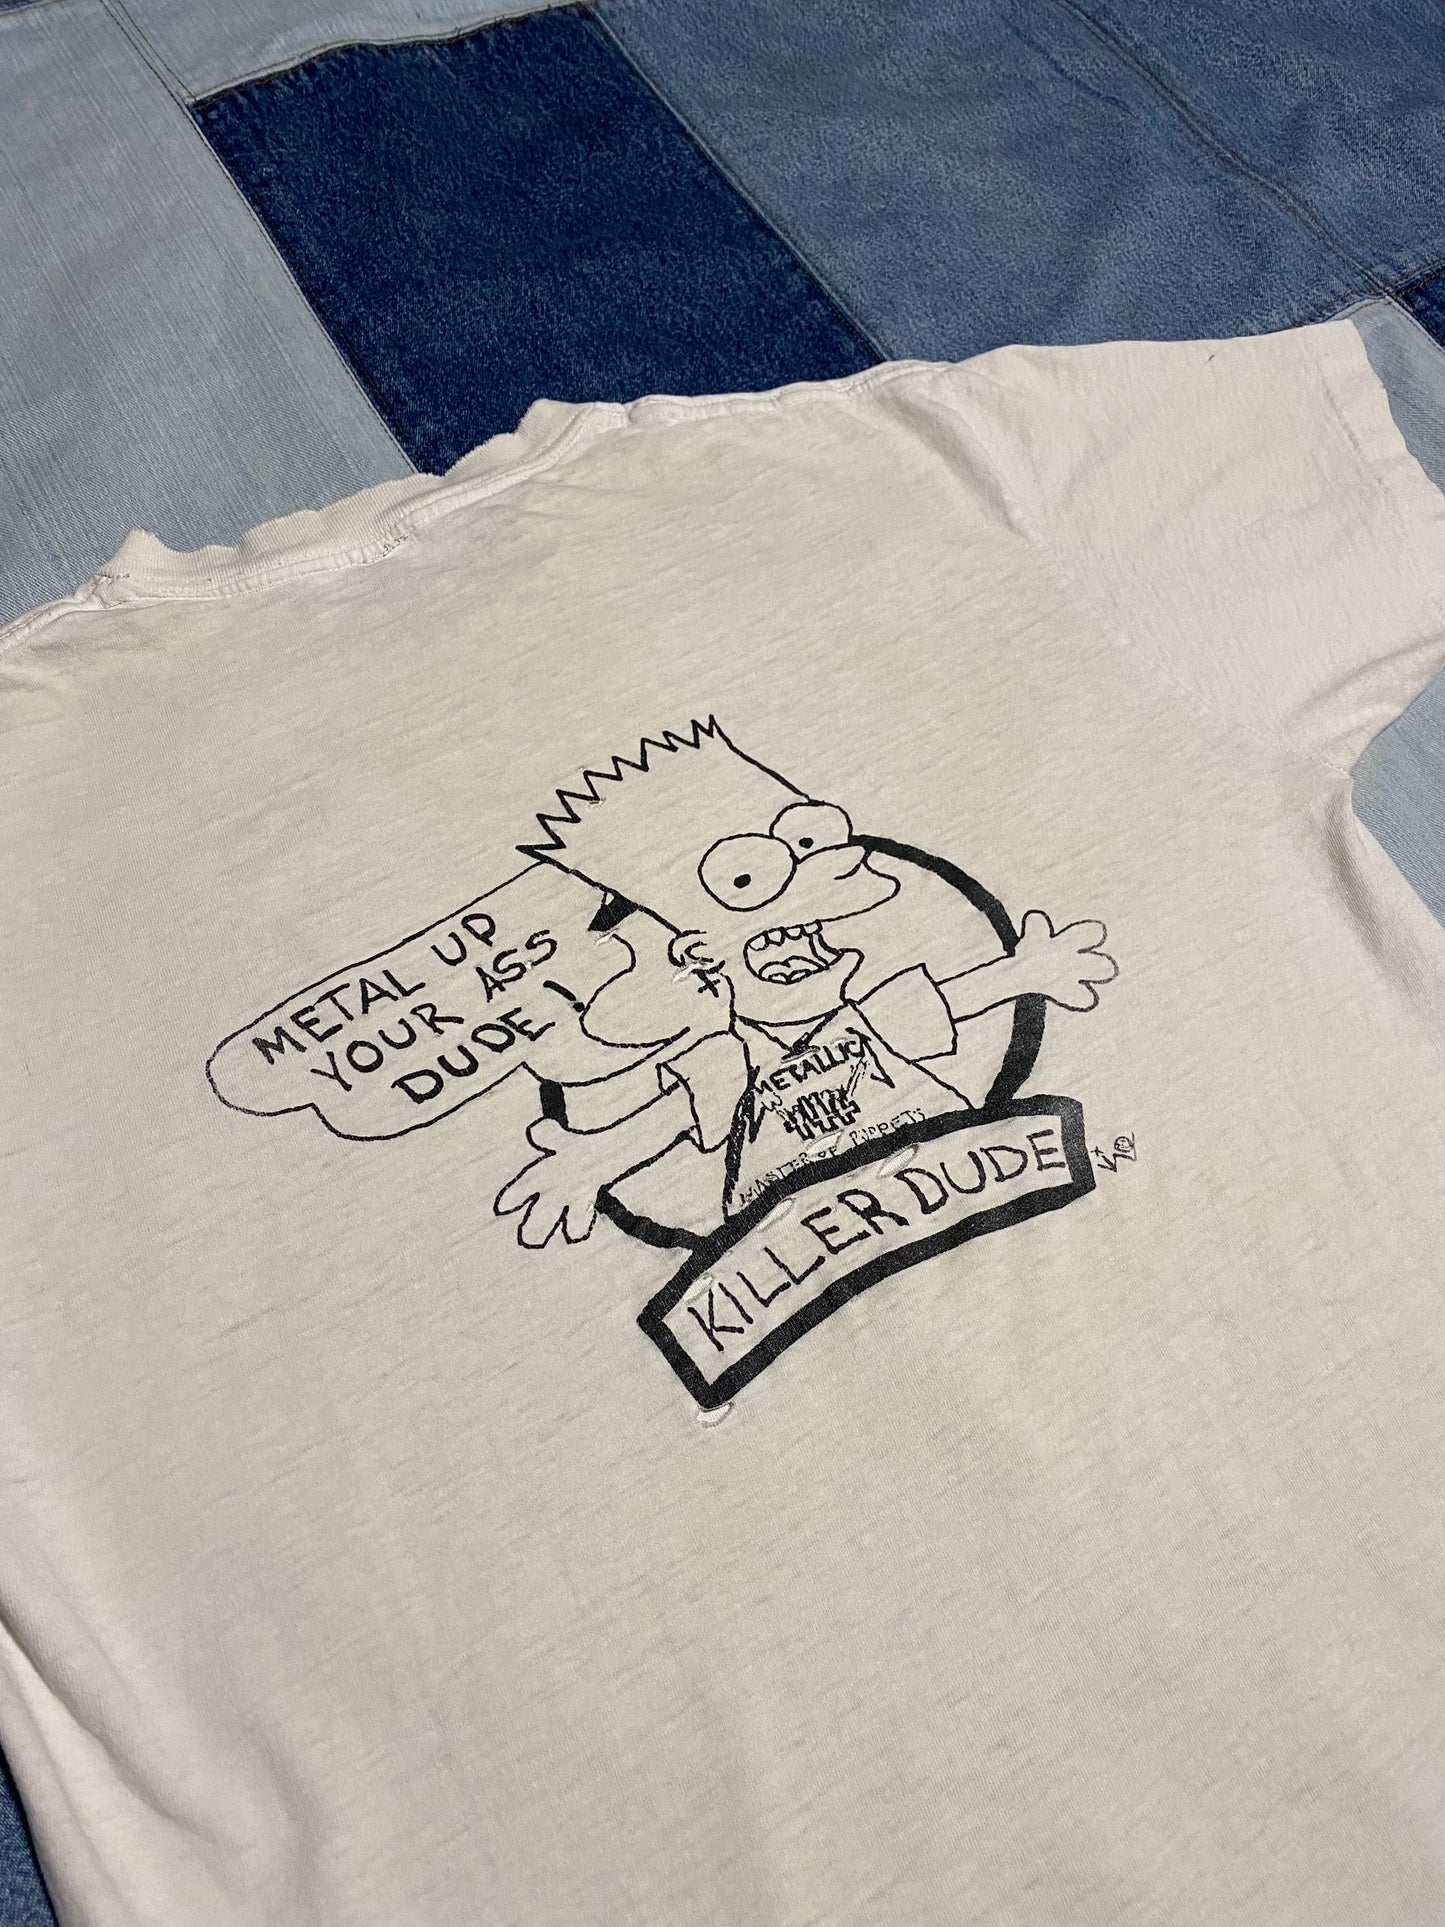 METAL UP
YOUR ASS
DUDE!
METALLICA
MASTER OF PUPPETS
KILLER DUDE